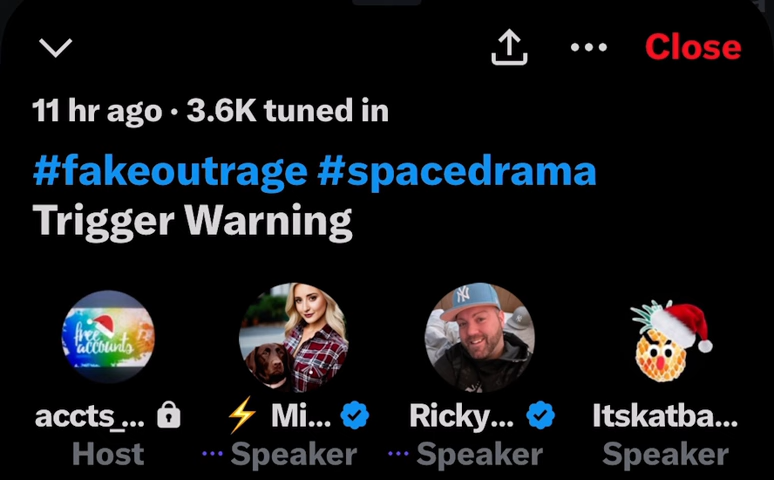 Close
11 hr ago · 3.6K tuned in
#fakeoutrage #spacedrama
Trigger Warning
free accounts
accts_... ⚡ Mi... Ricky... Itskatba...
Host ··· Speaker ··· Speaker Speaker